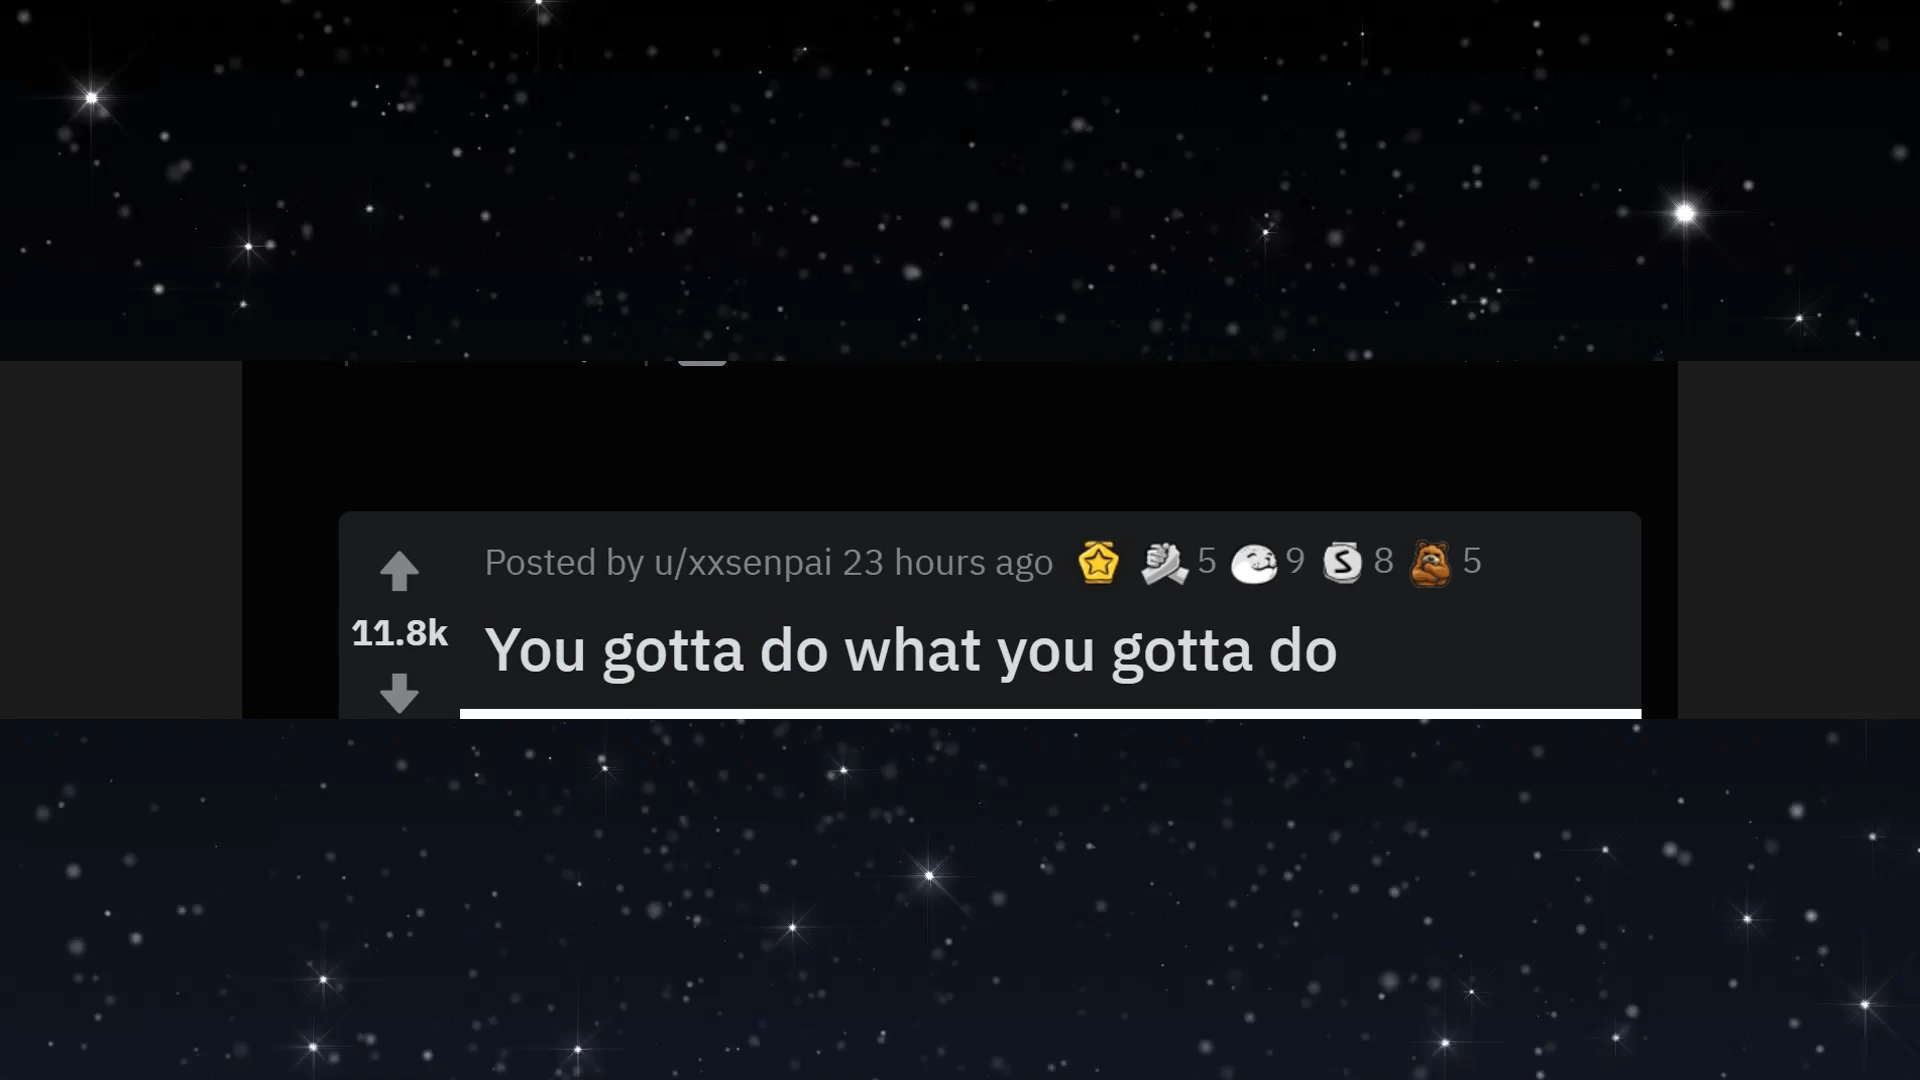 Posted by u/xxsenpai 23 hours ago 5 9 S 8 5
11.8k
You gotta do what you gotta do